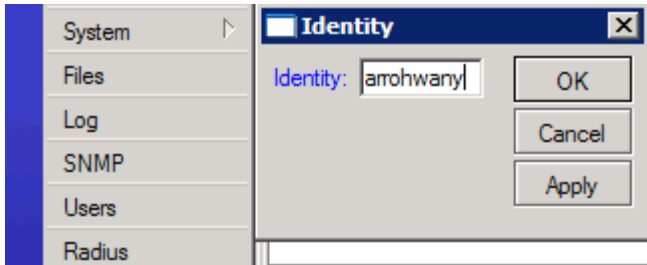 System
Files
Log
SNMP
Users
Radius
Identity
Identity: arrohwany
OK
Cancel
Apply